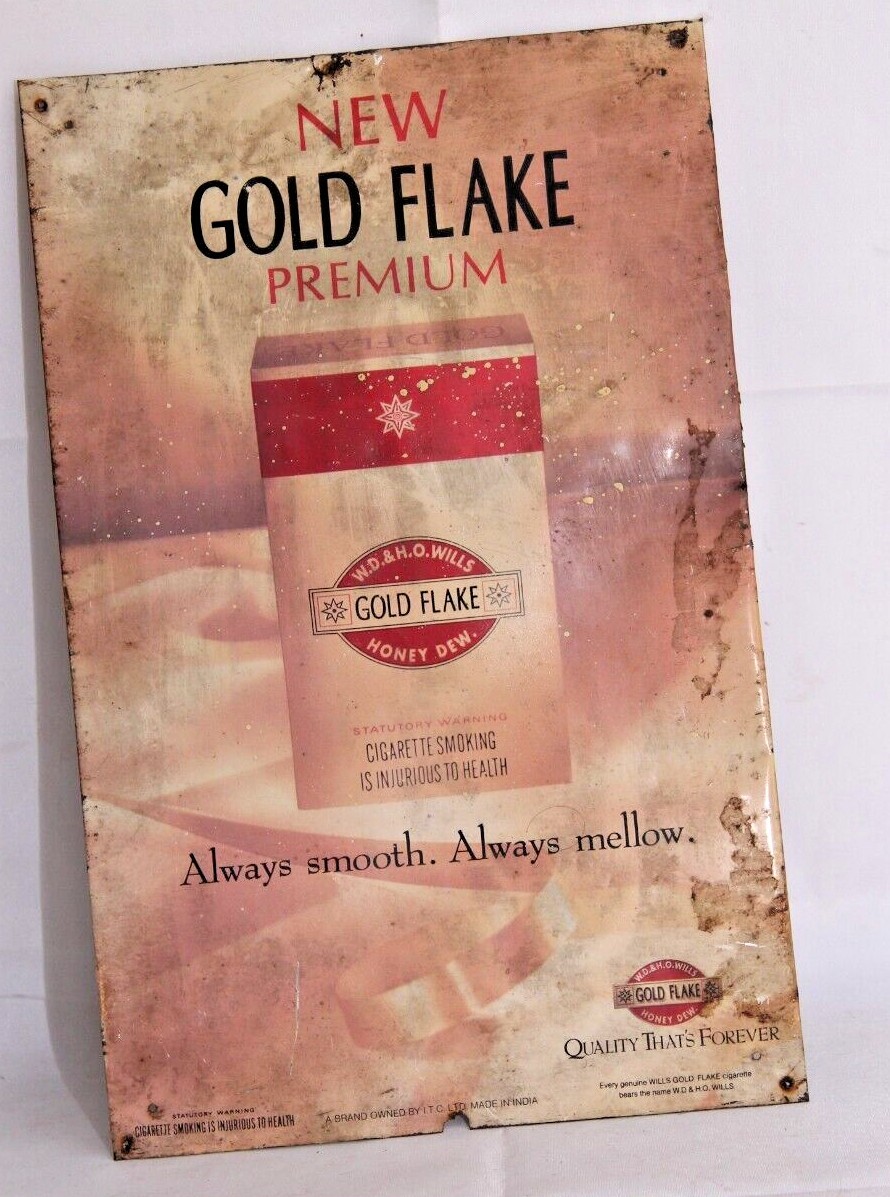 NEW
GOLD FLAKE
PREMIUM
GOLD FLAKE
W.D.&H.O.WILLS
GOLD FLAKE
HONEY DEW.
STATUTORY WARNING
CIGARETTE SMOKING
IS INJURIOUS TO HEALTH
Always smooth. Always mellow.
W.D.&H.O.WILLS
GOLD FLAKE
HONEY DEW.
QUALITY THAT'S FOREVER
Every genuine WILLS GOLD FLAKE cigarette
bears the name W.D & H.O. WILLS
STATUTORY WARNING
CIGARETTE SMOKING IS INJURIOUS TO HEALTH
A BRAND OWNED BY I.T.C. LTD. MADE IN INDIA